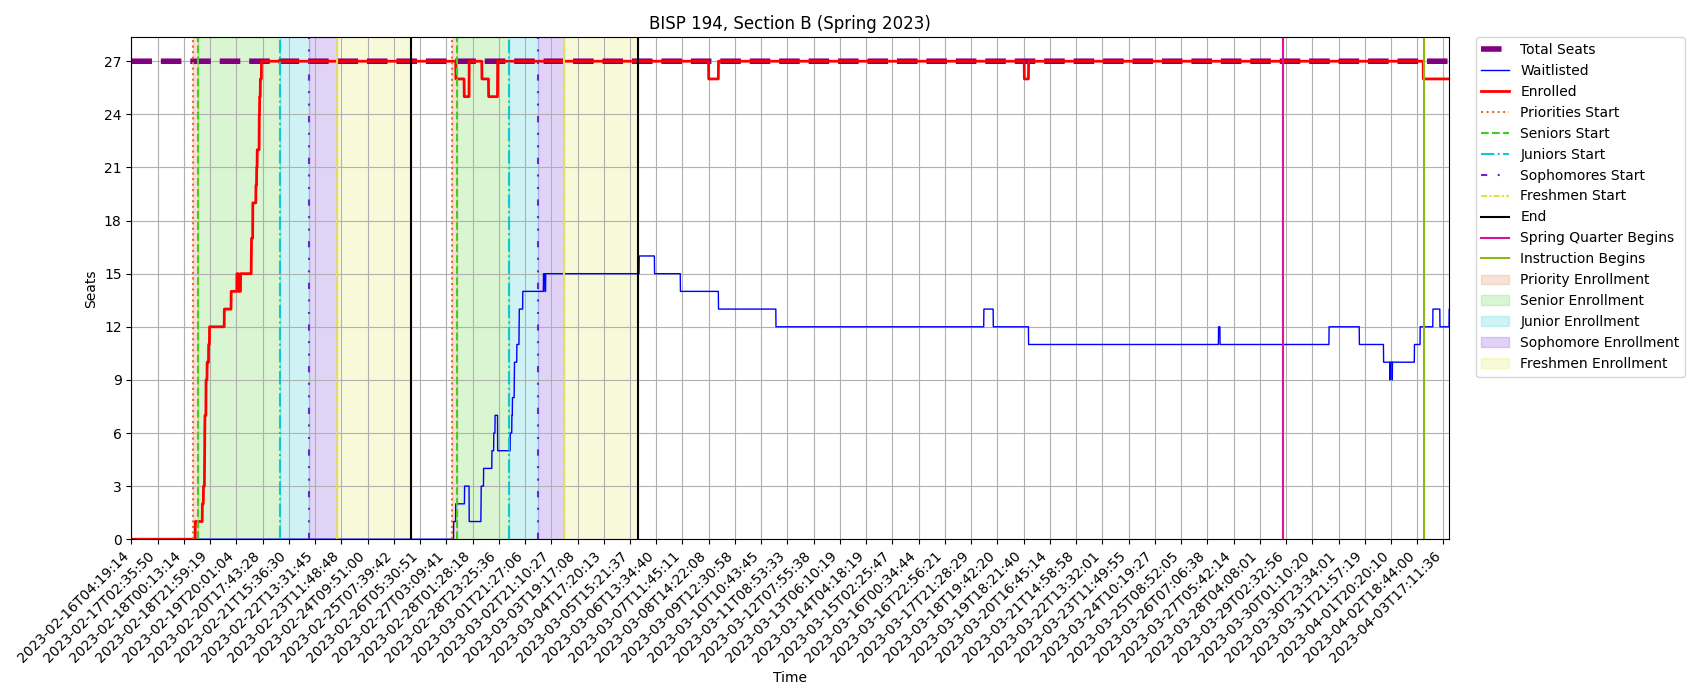 BISP 194, Section B (Spring 2023)
Seats
27
24
21
18
15
12
9
6
3
0
2023-02-16T04:19:14
2023-02-17T02:35:50
2023-02-18T00:13:14
2023-02-18T21:59:19
2023-02-19T20:01:04
2023-02-20T17:43:28
2023-02-21T15:36:30
2023-02-22T13:31:45
2023-02-23T11:48:48
2023-02-24T09:51:00
2023-02-25T07:39:42
2023-02-26T05:30:51
2023-02-27T03:09:41
2023-02-28T01:28:18
2023-02-28T23:25:36
2023-03-01T21:27:06
2023-03-02T21:10:27
2023-03-03T19:17:08
2023-03-04T17:20:13
2023-03-05T15:21:37
2023-03-06T13:34:40
2023-03-07T11:45:11
2023-03-08T14:22:08
2023-03-09T12:30:58
2023-03-10T10:43:45
2023-03-11T08:53:33
2023-03-12T07:55:38
2023-03-13T06:10:19
2023-03-14T04:18:19
2023-03-15T02:25:47
2023-03-16T00:34:44
2023-03-16T22:56:21
2023-03-17T21:28:29
2023-03-18T19:42:20
2023-03-19T18:21:40
2023-03-20T16:45:14
2023-03-21T14:58:58
2023-03-22T13:32:01
2023-03-23T11:49:55
2023-03-24T10:19:27
2023-03-25T08:52:05
2023-03-26T07:06:38
2023-03-27T05:42:14
2023-03-28T04:08:01
2023-03-29T02:32:56
2023-03-30T01:10:20
2023-03-30T23:34:01
2023-03-31T21:57:19
2023-04-01T20:20:10
2023-04-02T18:44:00
2023-04-03T17:11:36
Time
Total Seats
Waitlisted
Enrolled
Priorities Start
Seniors Start
Juniors Start
Sophomores Start
Freshmen Start
End
Spring Quarter Begins
Instruction Begins
Priority Enrollment
Senior Enrollment
Junior Enrollment
Sophomore Enrollment
Freshmen Enrollment